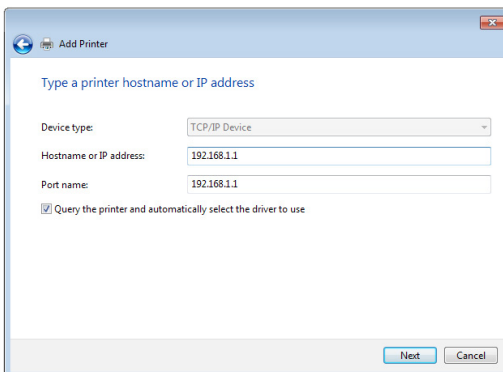 Add Printer
Type a printer hostname or IP address
Device type: TCP/IP Device
Hostname or IP address: 192.168.1.1
Port name: 192.168.1.1
Query the printer and automatically select the driver to use
Next Cancel